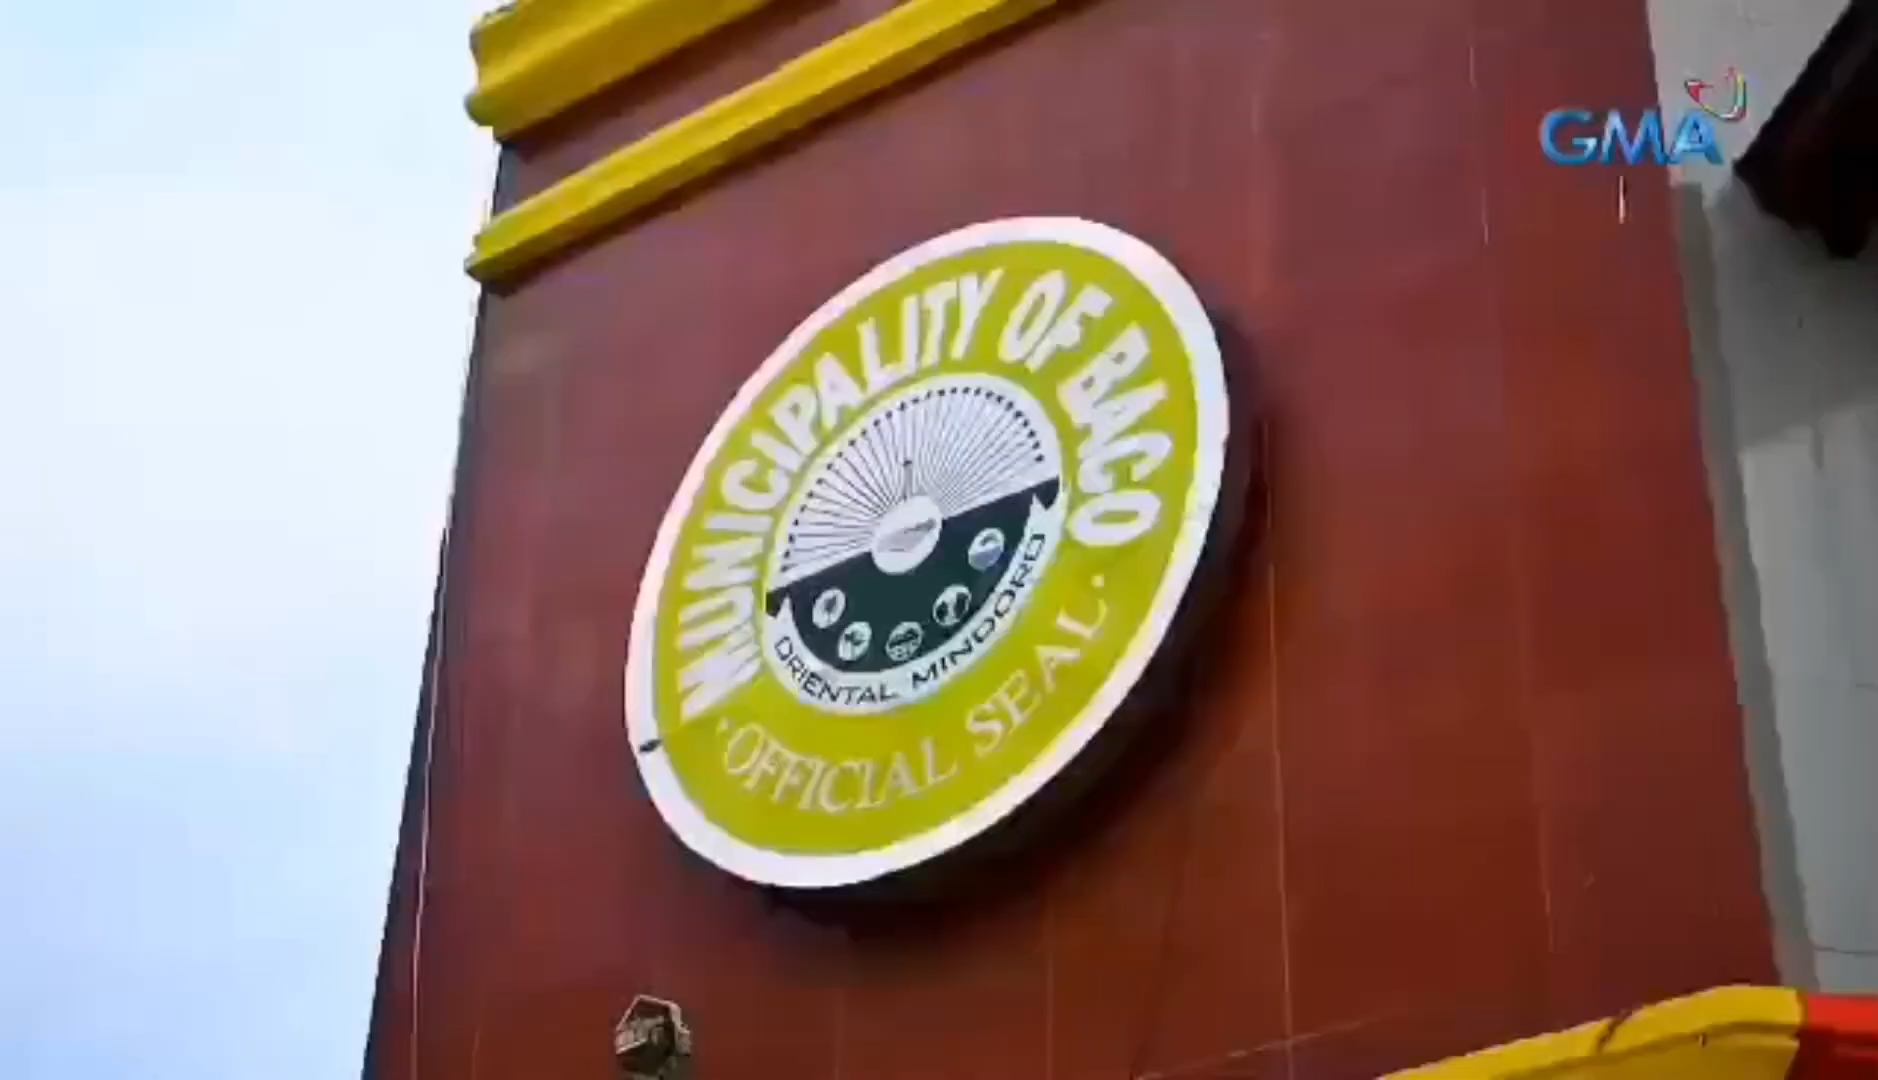 GMA
MUNICIPALITY OF BACO
ORIENTAL MINDORO
· OFFICIAL SEAL ·